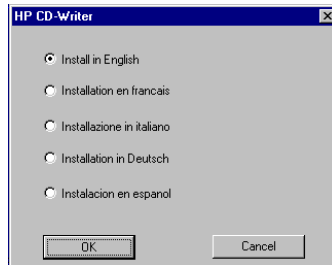 HP CD-Writer
Install in English
Installation en francais
Installazione in italiano
Installation in Deutsch
Instalacion en espanol
OK Cancel